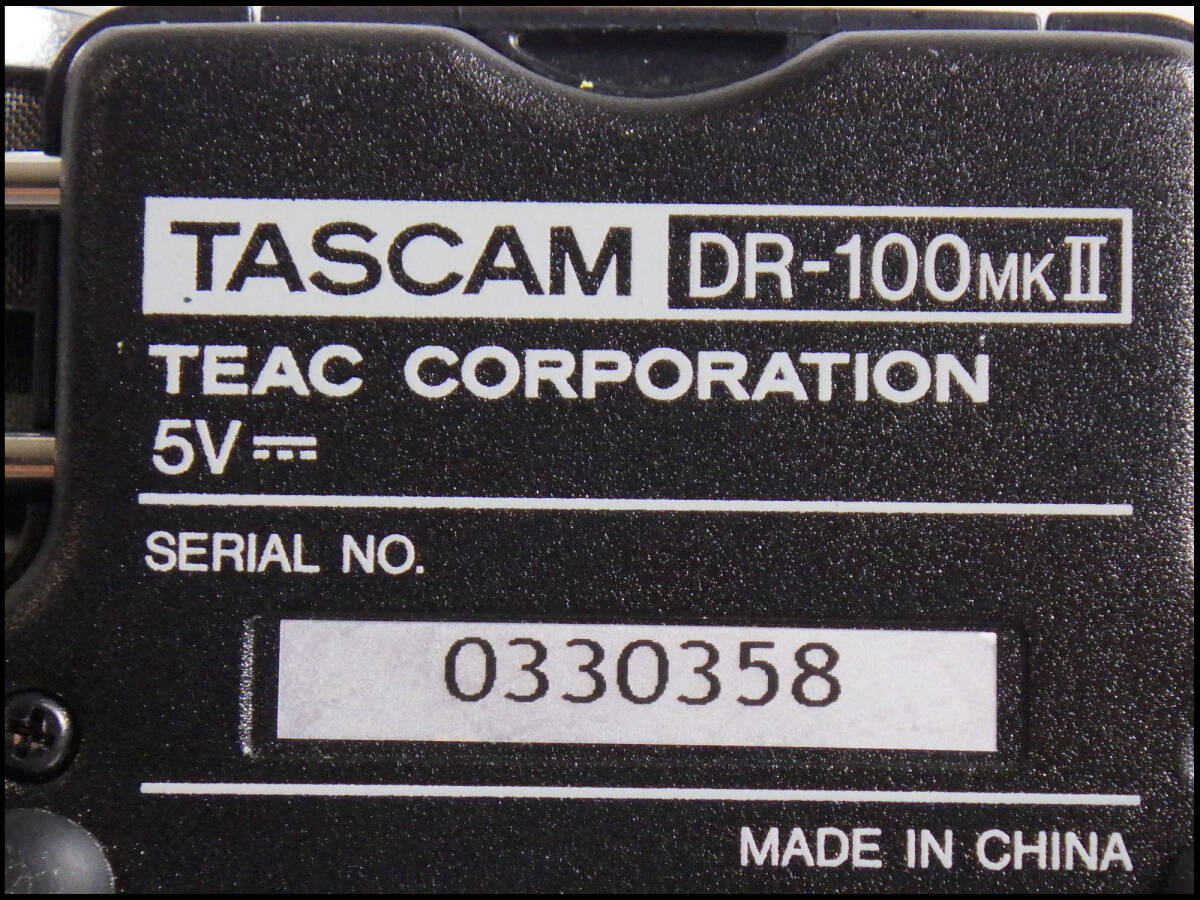 TASCAM DR-100MKII
TEAC CORPORATION
5V⎓
SERIAL NO.
0330358
MADE IN CHINA